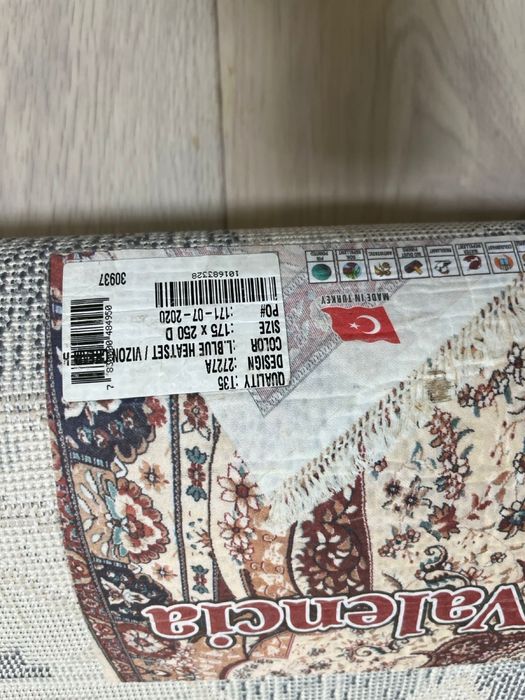 Valencia
QUALITY :T35
DESIGN :2727A
COLOR :L.BLUE HEATSET / VIZON
SIZE :175 x 250 D
PO# :171-07-2020
101683328
30937
484950
MADE IN TURKEY